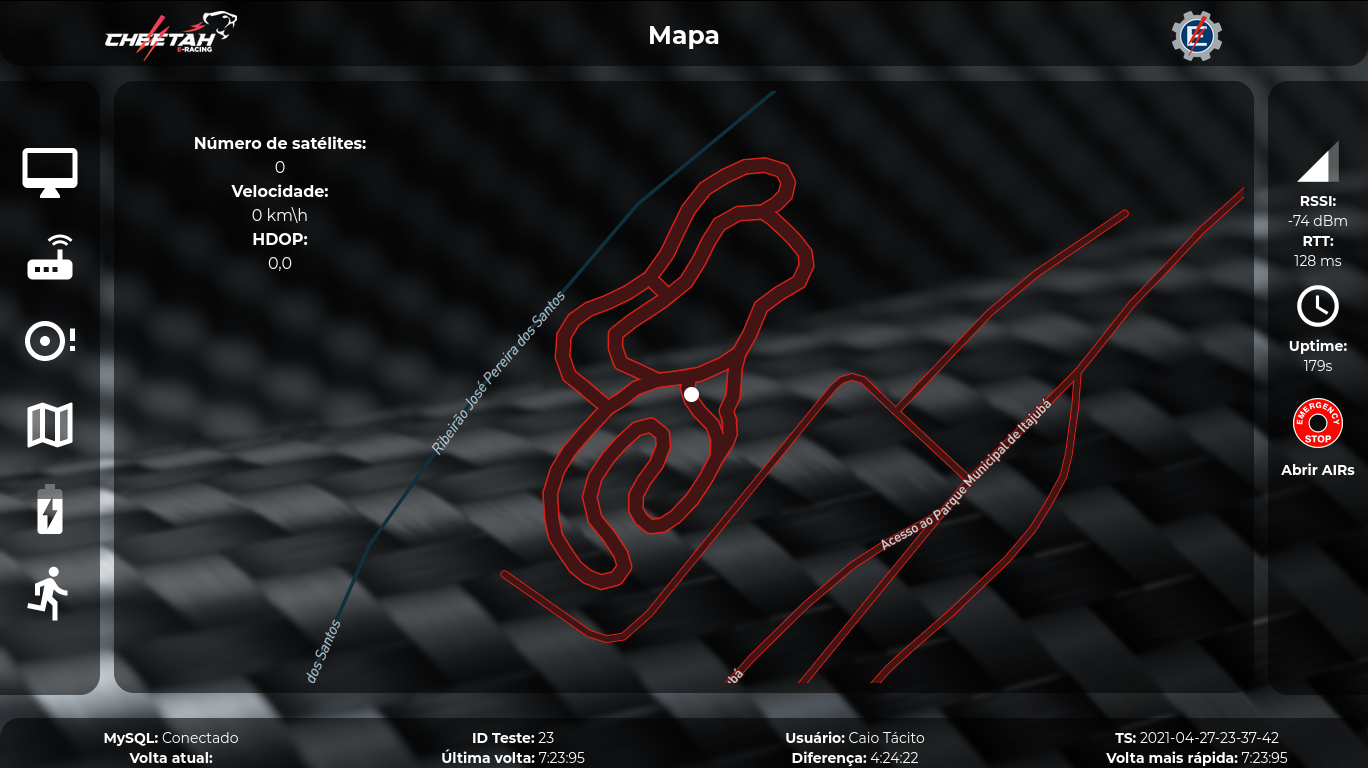 CHEETAH
E-RACING
Mapa
E
Número de satélites:
0
Velocidade:
0 km\h
HDOP:
0,0
Ribeirão José Pereira dos Santos
dos Santos
Acesso ao Parque Municipal de Itajubá
bá
RSSI:
-74 dBm
RTT:
128 ms
Uptime:
179s
EMERGENCY
STOP
Abrir AIRs
MySQL: Conectado
Volta atual:
ID Teste: 23
Última volta: 7:23:95
Usuário: Caio Tácito
Diferença: 4:24:22
TS: 2021-04-27-23-37-42
Volta mais rápida: 7:23:95